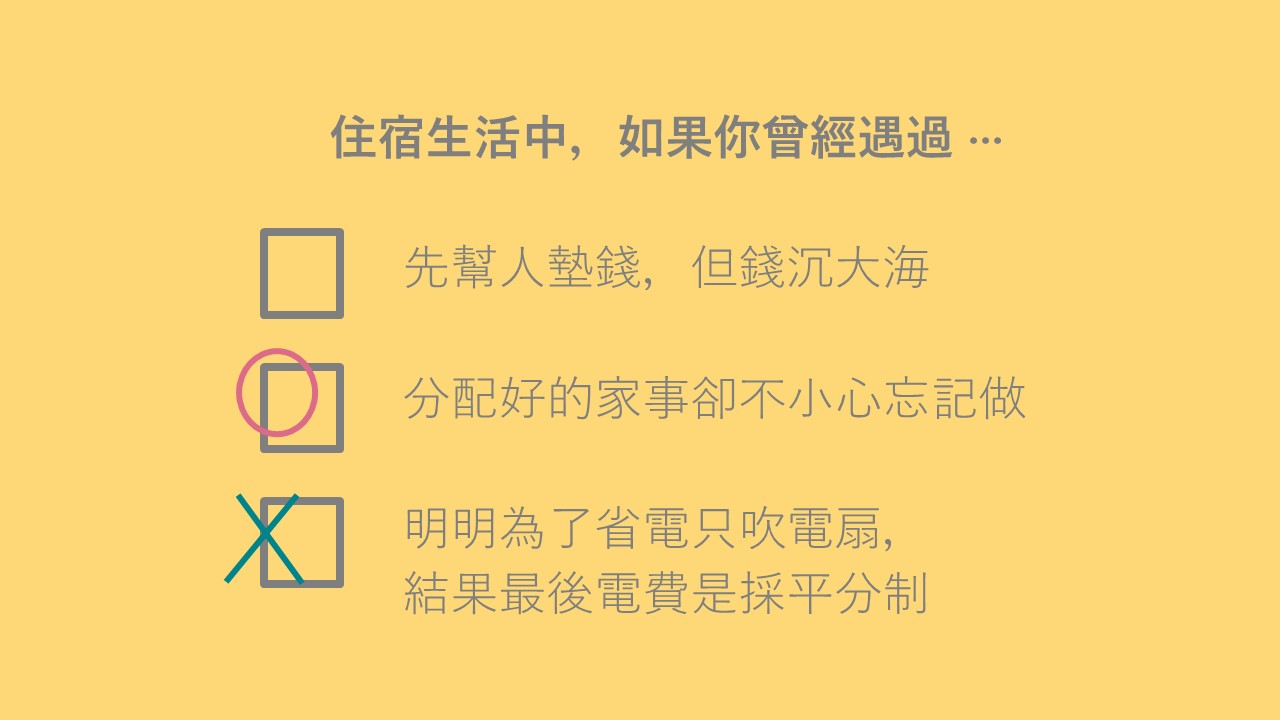 住宿生活中，如果你曾經遇過 …
先幫人墊錢，但錢沉大海
分配好的家事卻不小心忘記做
明明為了省電只吹電扇，
結果最後電費是採平分制